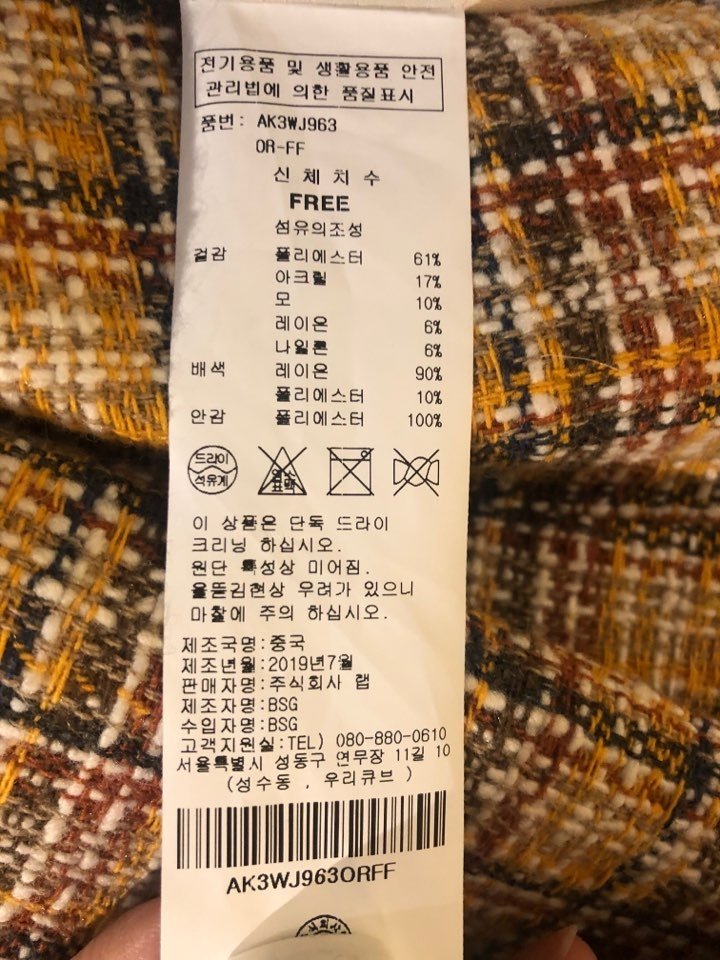 전기용품 및 생활용품 안전
관리법에 의한 품질표시
품번: AK3WJ963
OR-FF
신 체 치 수
FREE
섬유의조성
겉감 폴리에스터 61%
아크릴 17%
모 10%
레이온 6%
나일론 6%
배색 레이온 90%
폴리에스터 10%
안감 폴리에스터 100%
드라이
석유계
염소
표백
이 상품은 단독 드라이
크리닝 하십시오.
원단 특성상 미어짐.
올뜯김현상 우려가 있으니
마찰에 주의 하십시오.
제조국명:중국
제조년월:2019년7월
판매자명:주식회사 랩
제조자명:BSG
수입자명:BSG
고객지원실:TEL) 080-880-0610
서울특별시 성동구 연무장 11길 10
(성수동 , 우리큐브 )
AK3WJ963ORFF